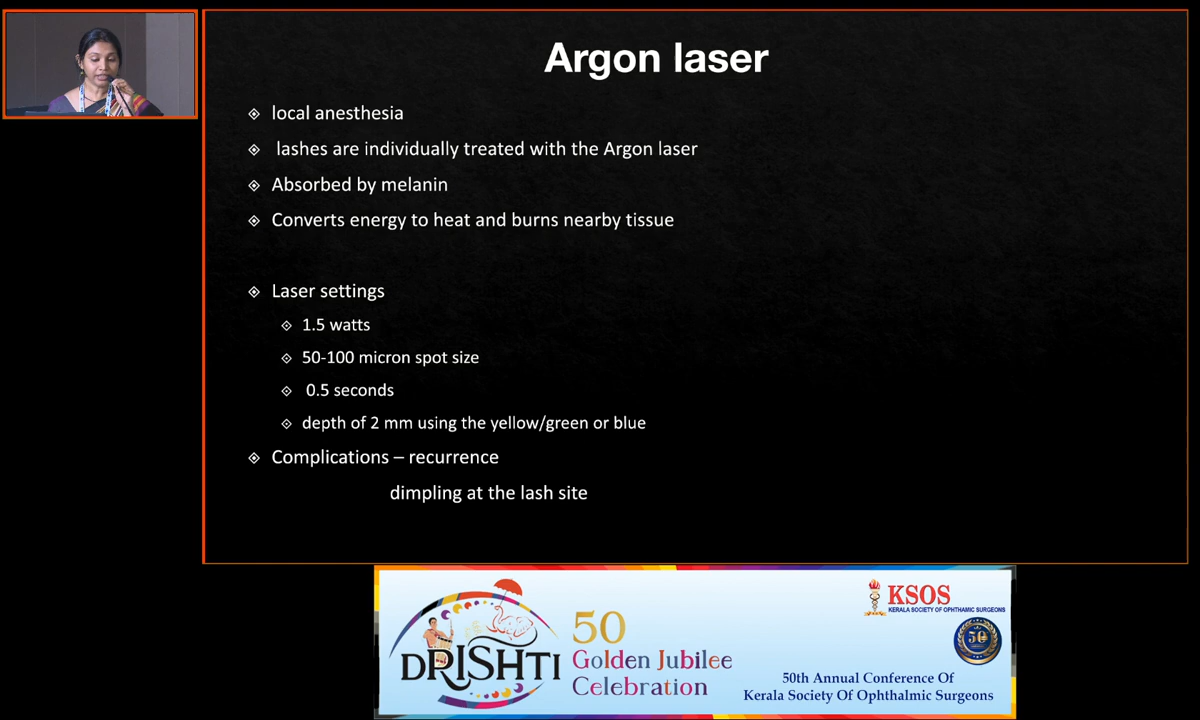 Argon laser
local anesthesia
lashes are individually treated with the Argon laser
Absorbed by melanin
Converts energy to heat and burns nearby tissue
Laser settings
1.5 watts
50-100 micron spot size
0.5 seconds
depth of 2 mm using the yellow/green or blue
Complications – recurrence
dimpling at the lash site
DRISHTI
50
Golden Jubilee
Celebration
KSOS
KERALA SOCIETY OF OPHTHAMIC SURGEONS
50
50th Annual Conference Of
Kerala Society Of Ophthalmic Surgeons